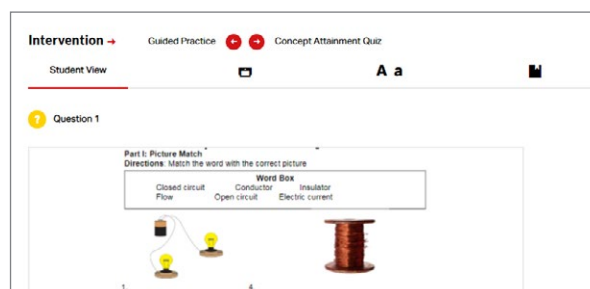 Intervention → Guided Practice Concept Attainment Quiz
Student View A a
? Question 1
Part I: Picture Match
Directions: Match the word with the correct picture
Word Box
Closed circuit Conductor Insulator
Flow Open circuit Electric current
1. 4.